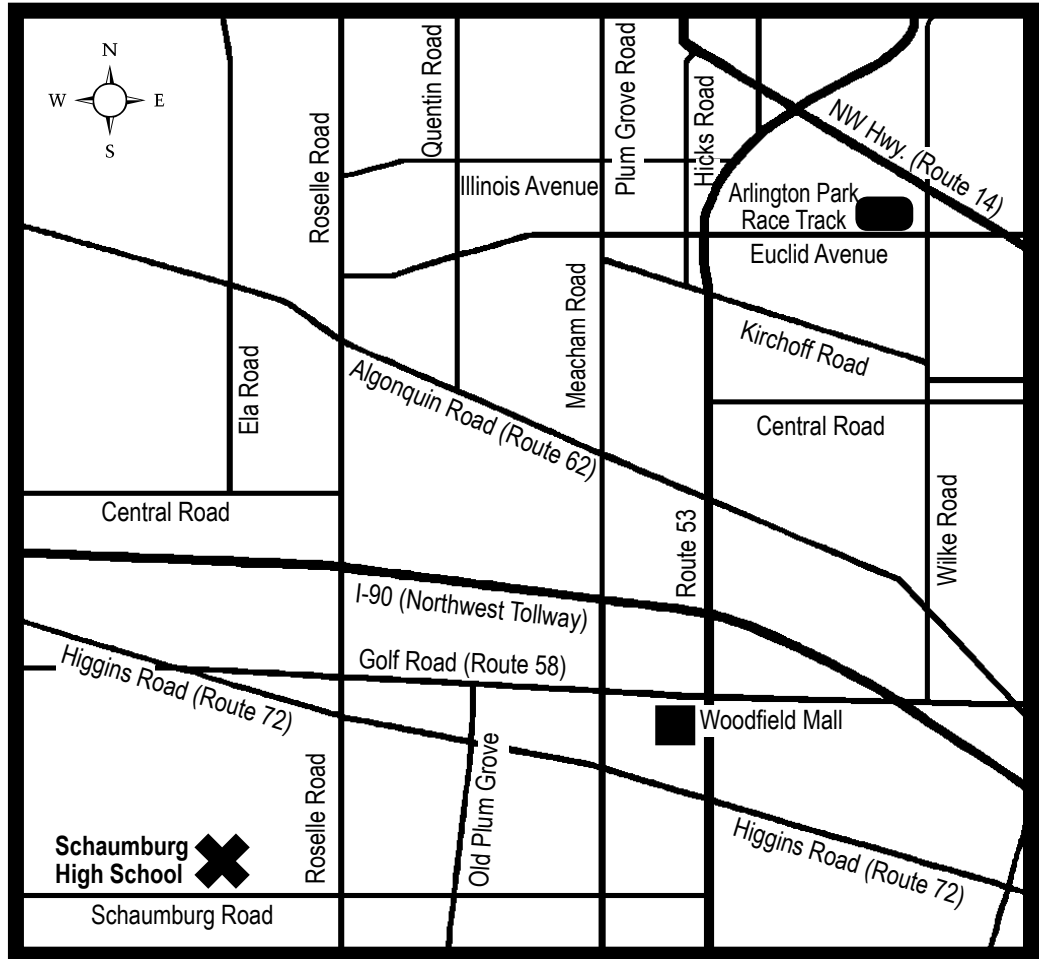 N
W
E
S
Roselle Road
Quentin Road
Plum Grove Road
Hicks Road
NW Hwy. (Route 14)
Illinois Avenue
Arlington Park
Race Track
Euclid Avenue
Ela Road
Algonquin Road (Route 62)
Meacham Road
Kirchoff Road
Central Road
Central Road
Route 53
Wilke Road
I-90 (Northwest Tollway)
Higgins Road (Route 72)
Golf Road (Route 58)
Woodfield Mall
Roselle Road
Old Plum Grove
Higgins Road (Route 72)
Schaumburg
High School
Schaumburg Road